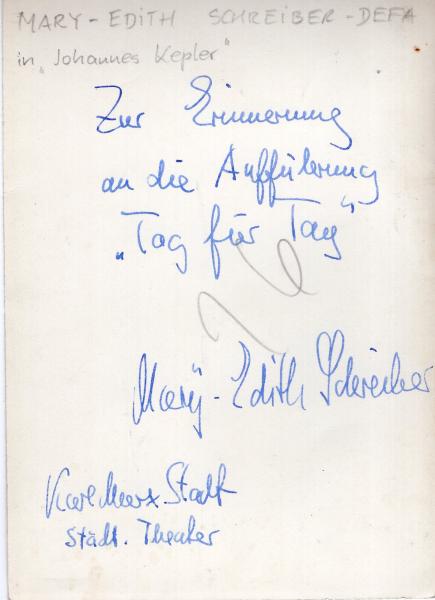 MARY-EDITH SCHREIBER-DEFA
in „Johannes Kepler"
Zur Erinnerung
an die Aufführung
„Tag für Tag"
Mary-Edith Schreiber
Karl Marx Stadt
Städt. Theater